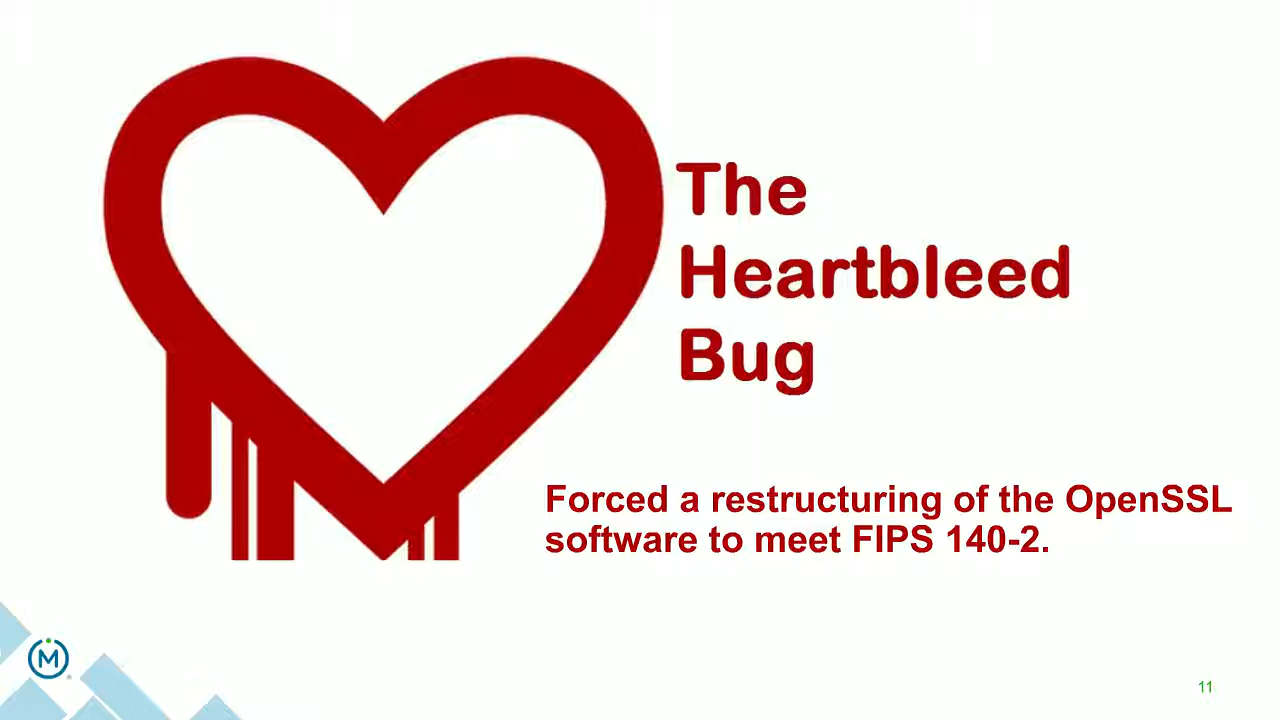 The
Heartbleed
Bug
Forced a restructuring of the OpenSSL
software to meet FIPS 140-2.
M
11